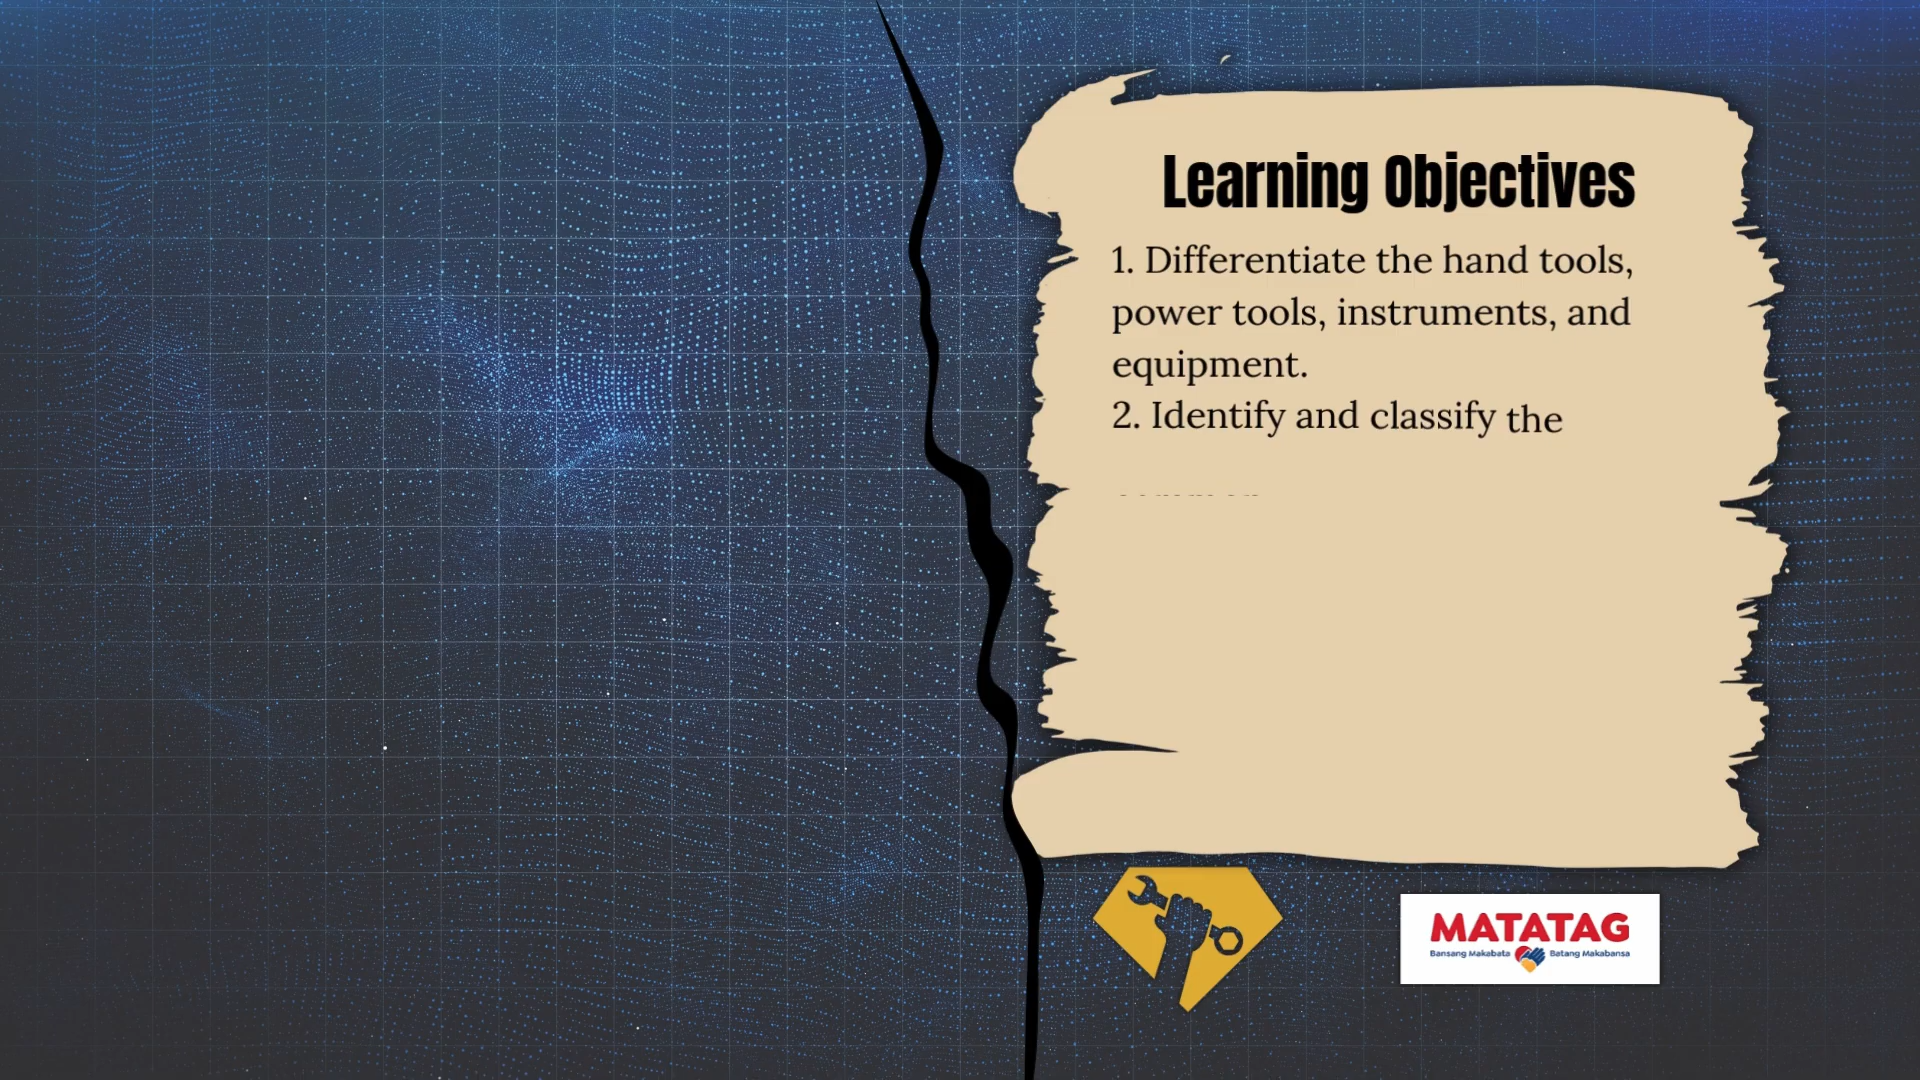 Learning Objectives
1. Differentiate the hand tools,
power tools, instruments, and
equipment.
2. Identify and classify the
MATATAG
Bansang Makabata Batang Makabansa